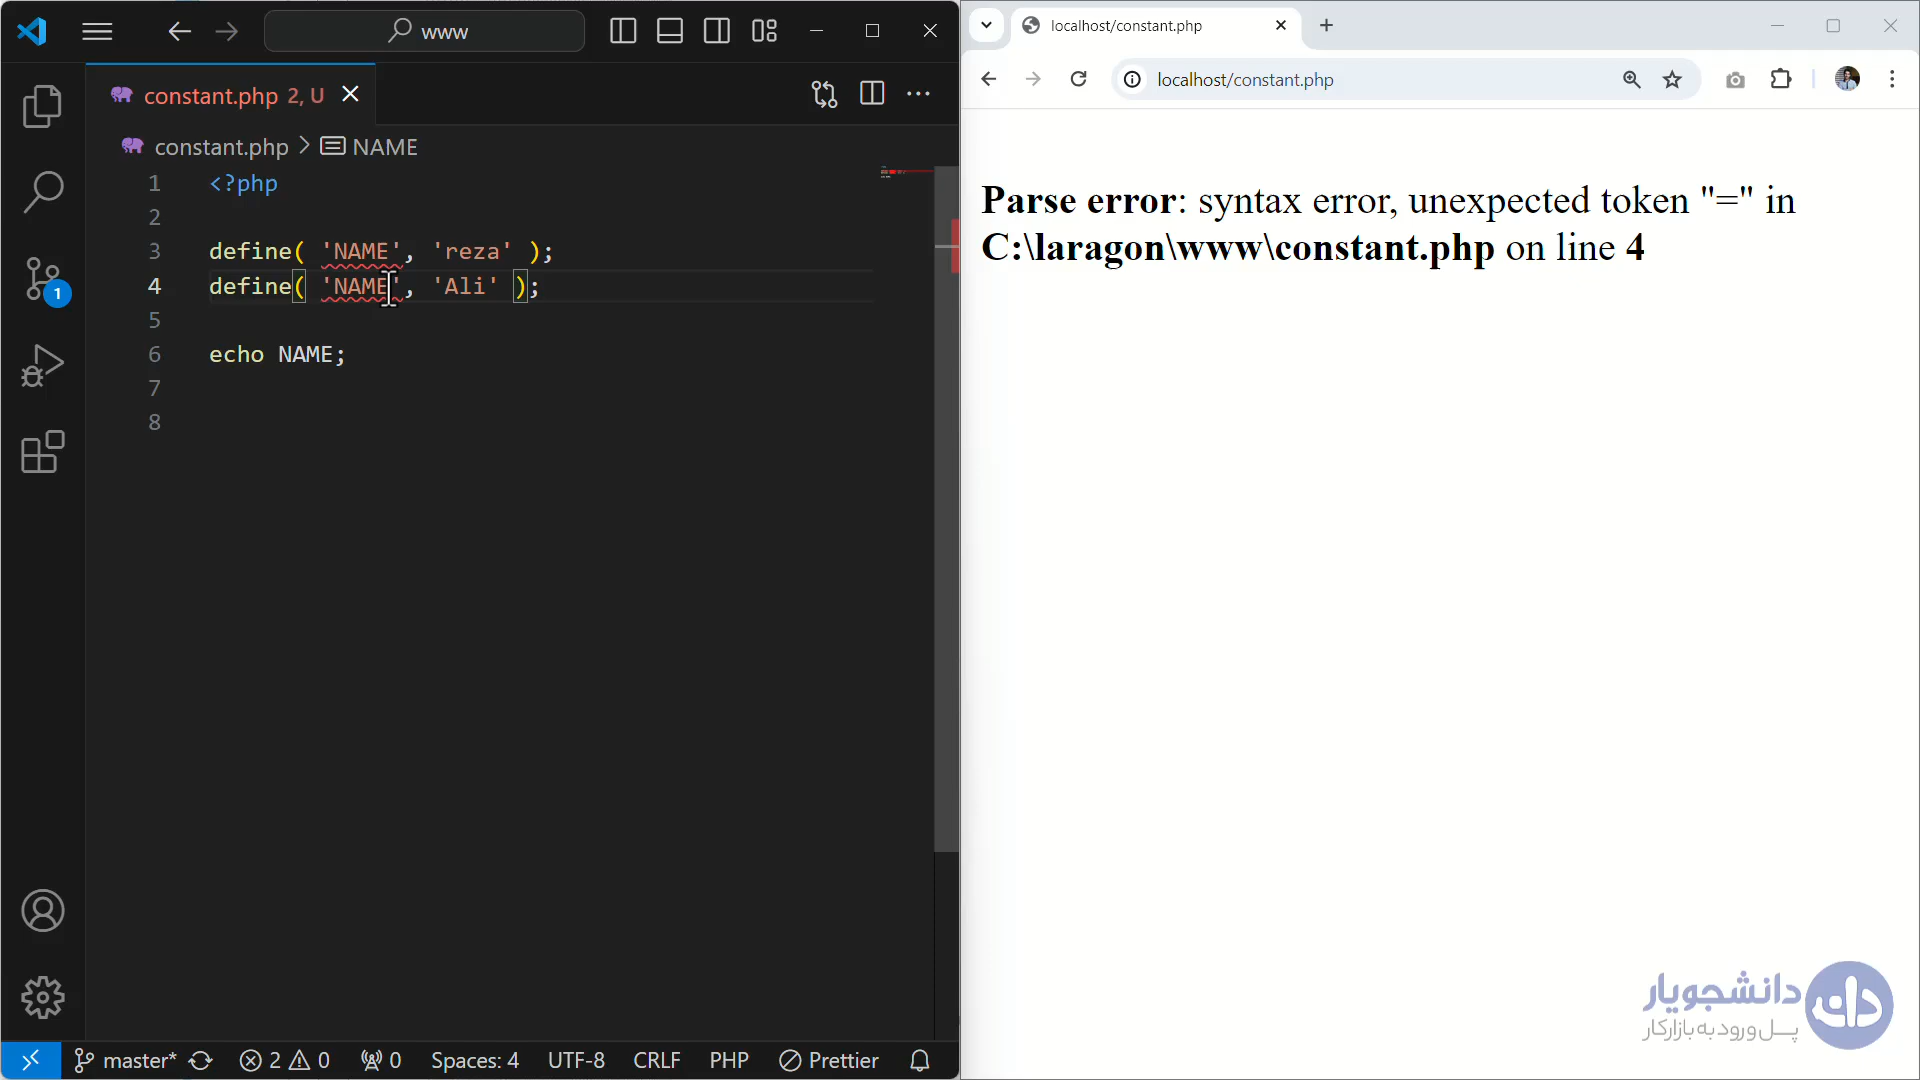 www
constant.php 2, U
constant.php > NAME
1 <?php
2
3 define( 'NAME', 'reza' );
4 define( 'NAME', 'Ali' );
5
6 echo NAME;
7
8
1
master* 2 0 0 Spaces: 4 UTF-8 CRLF PHP Prettier
localhost/constant.php
localhost/constant.php
Parse error: syntax error, unexpected token "=" in
C:\laragon\www\constant.php on line 4
دانشجویار
پل ورود به بازار کار